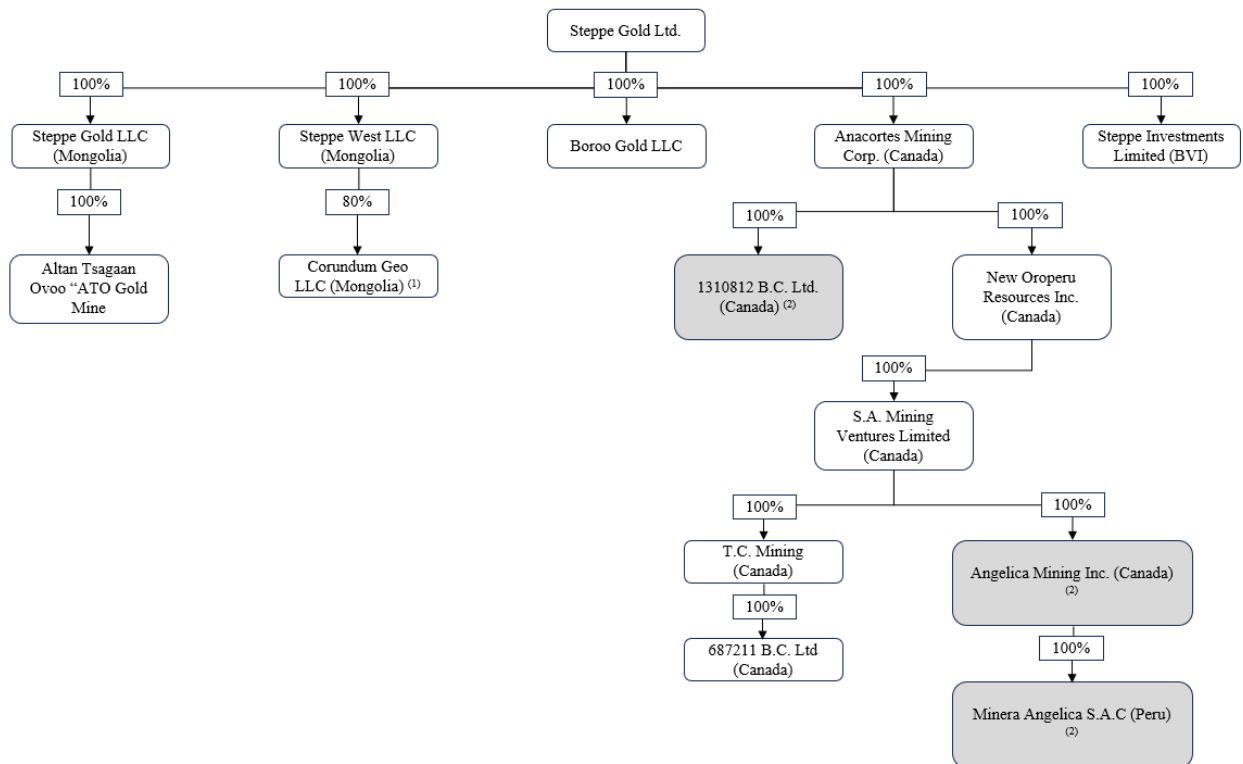 Steppe Gold Ltd.
100%
100%
100%
100%
100%
Steppe Gold LLC
(Mongolia)
Steppe West LLC
(Mongolia)
Boroo Gold LLC
Anacortes Mining
Corp. (Canada)
Steppe Investments
Limited (BVI)
100%
80%
100%
100%
Altan Tsagaan
Ovoo “ATO Gold
Mine
Corundum Geo
LLC (Mongolia) (1)
1310812 B.C. Ltd.
(Canada) (2)
New Oroperu
Resources Inc.
(Canada)
100%
S.A. Mining
Ventures Limited
(Canada)
100%
100%
T.C. Mining
(Canada)
Angelica Mining Inc. (Canada)
(2)
100%
100%
687211 B.C. Ltd
(Canada)
Minera Angelica S.A.C (Peru)
(2)